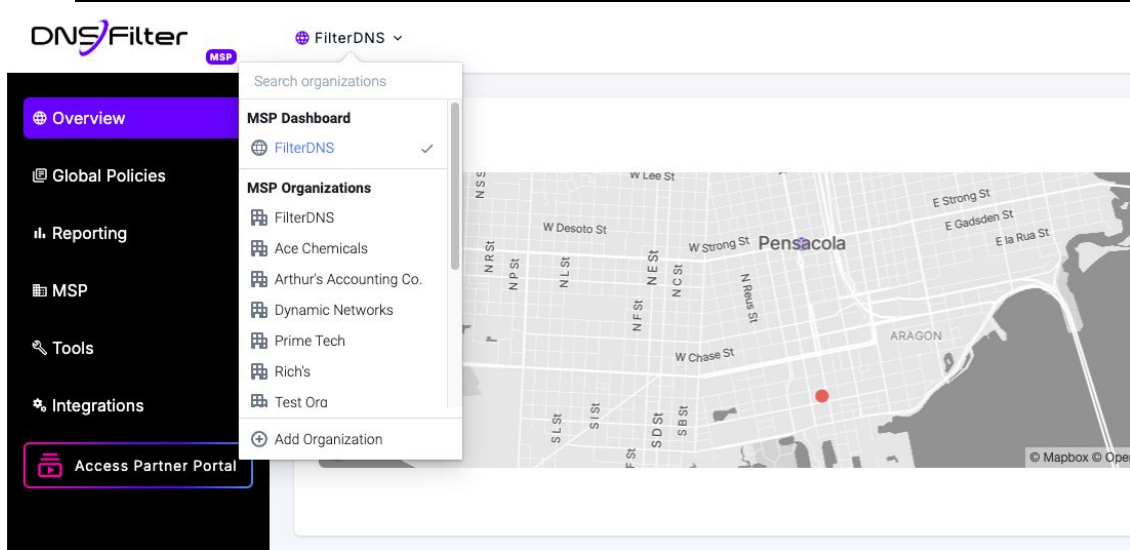 DNSFilter
MSP
FilterDNS
Search organizations
MSP Dashboard
FilterDNS
MSP Organizations
FilterDNS
Ace Chemicals
Arthur's Accounting Co.
Dynamic Networks
Prime Tech
Rich's
Test Org
Add Organization
Overview
Global Policies
Reporting
MSP
Tools
Integrations
Access Partner Portal
W Lee St
N S S
W Desoto St
W Strong St
Pensacola
E Strong St
E Gadsden St
E la Rua St
N R St
N P St
N L St
N E St
N C St
N Reus St
N F St
ARAGON
W Chase St
S L St
S I St
S D St
S B St
F St
© Mapbox © Oper